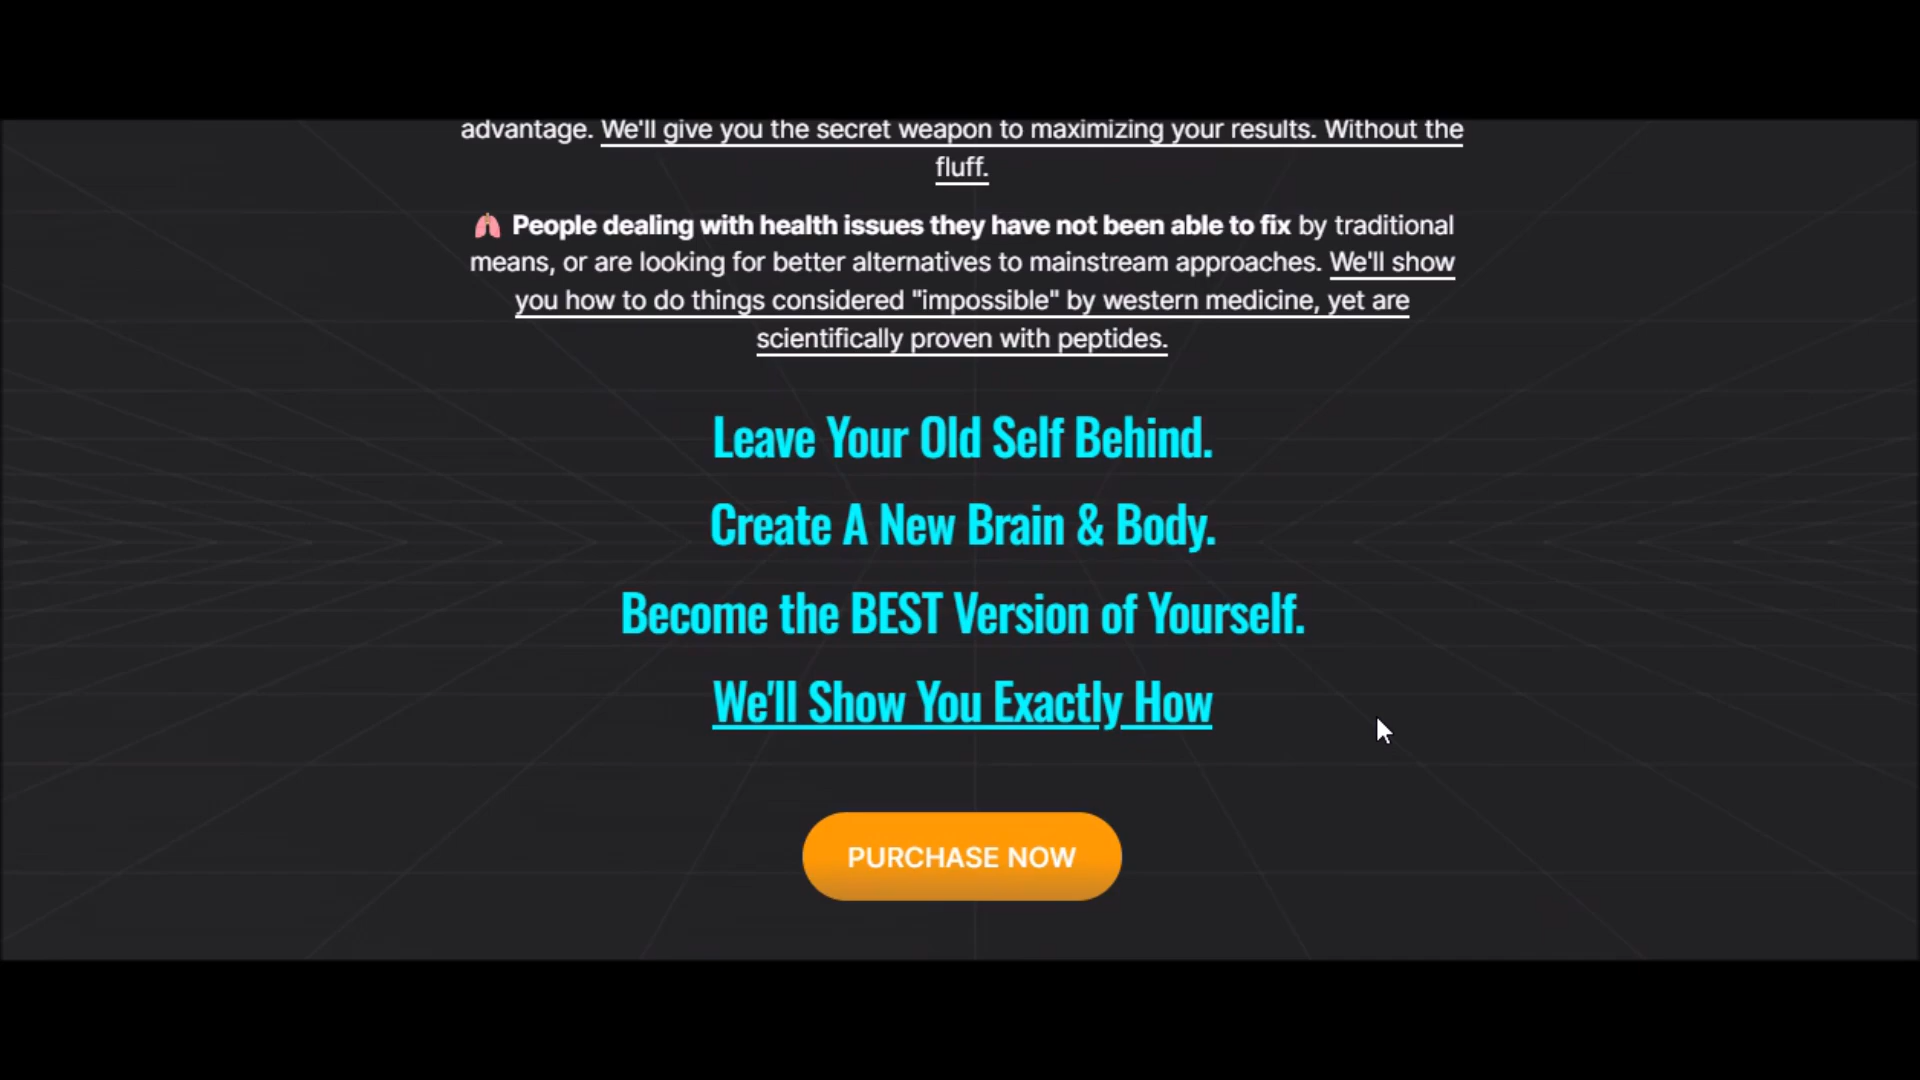 advantage. We'll give you the secret weapon to maximizing your results. Without the
fluff.
People dealing with health issues they have not been able to fix by traditional
means, or are looking for better alternatives to mainstream approaches. We'll show
you how to do things considered "impossible" by western medicine, yet are
scientifically proven with peptides.
Leave Your Old Self Behind.
Create A New Brain & Body.
Become the BEST Version of Yourself.
We'll Show You Exactly How
PURCHASE NOW